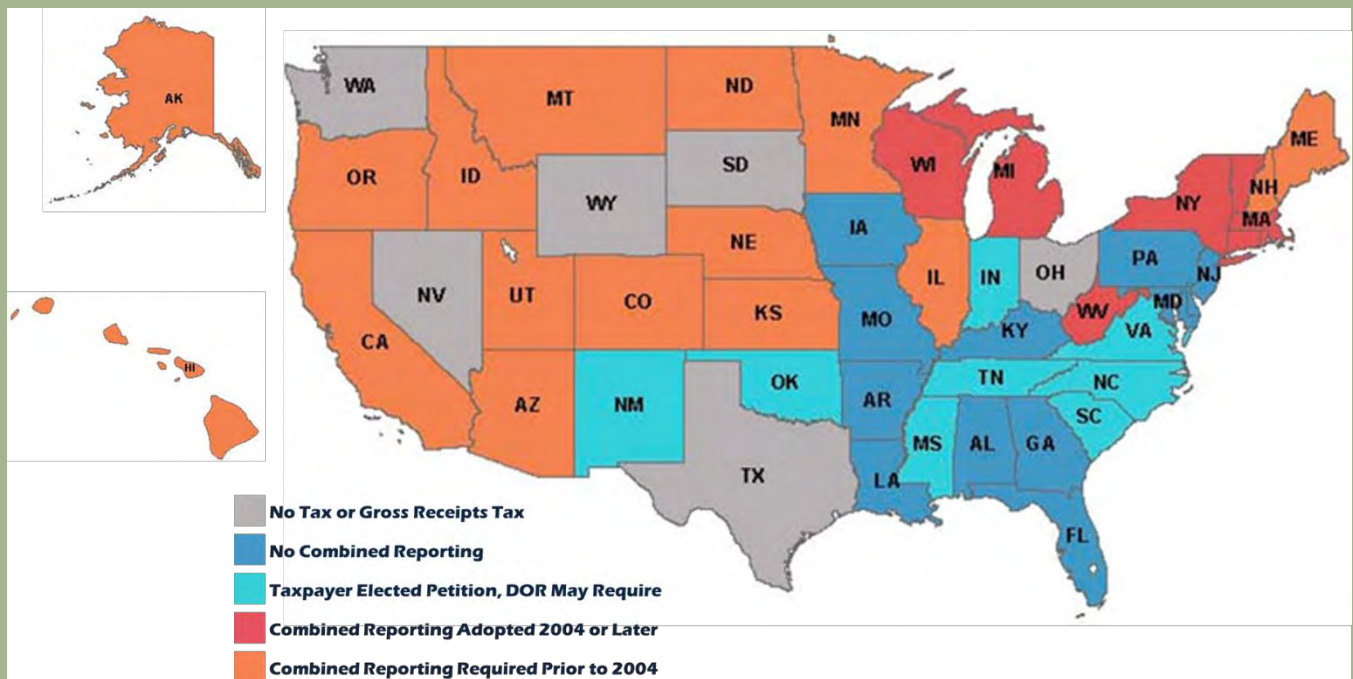 AK
WA
MT
ND
MN
ME
OR
ID
SD
WI
MI
NH
WY
NY
MA
NE
IA
PA
NJ
NV
UT
CO
KS
IL
IN
OH
MD
WV
VA
KY
MO
CA
HI
AZ
NM
OK
AR
TN
NC
SC
MS
AL
GA
LA
TX
FL
No Tax or Gross Receipts Tax
No Combined Reporting
Taxpayer Elected Petition, DOR May Require
Combined Reporting Adopted 2004 or Later
Combined Reporting Required Prior to 2004